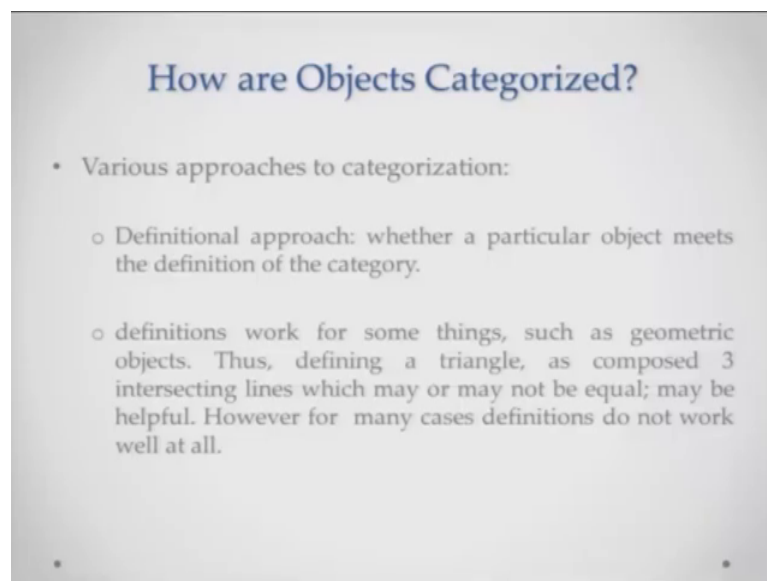 How are Objects Categorized?
• Various approaches to categorization:
o Definitional approach: whether a particular object meets
the definition of the category.
o definitions work for some things, such as geometric
objects. Thus, defining a triangle, as composed 3
intersecting lines which may or may not be equal; may be
helpful. However for many cases definitions do not work
well at all.